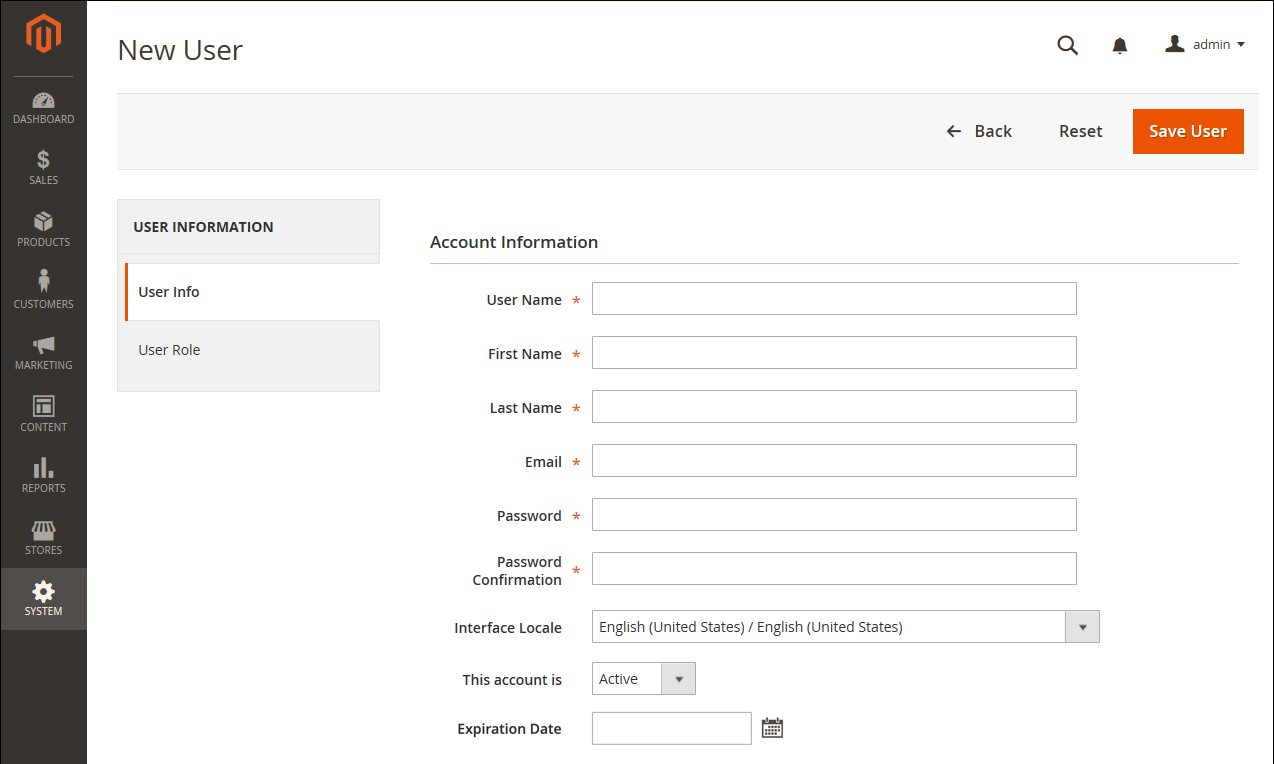 New User
admin
DASHBOARD
SALES
PRODUCTS
CUSTOMERS
MARKETING
CONTENT
REPORTS
STORES
SYSTEM
Back
Reset
Save User
USER INFORMATION
User Info
User Role
Account Information
User Name *
First Name *
Last Name *
Email *
Password *
Password
Confirmation *
Interface Locale English (United States) / English (United States)
This account is Active
Expiration Date